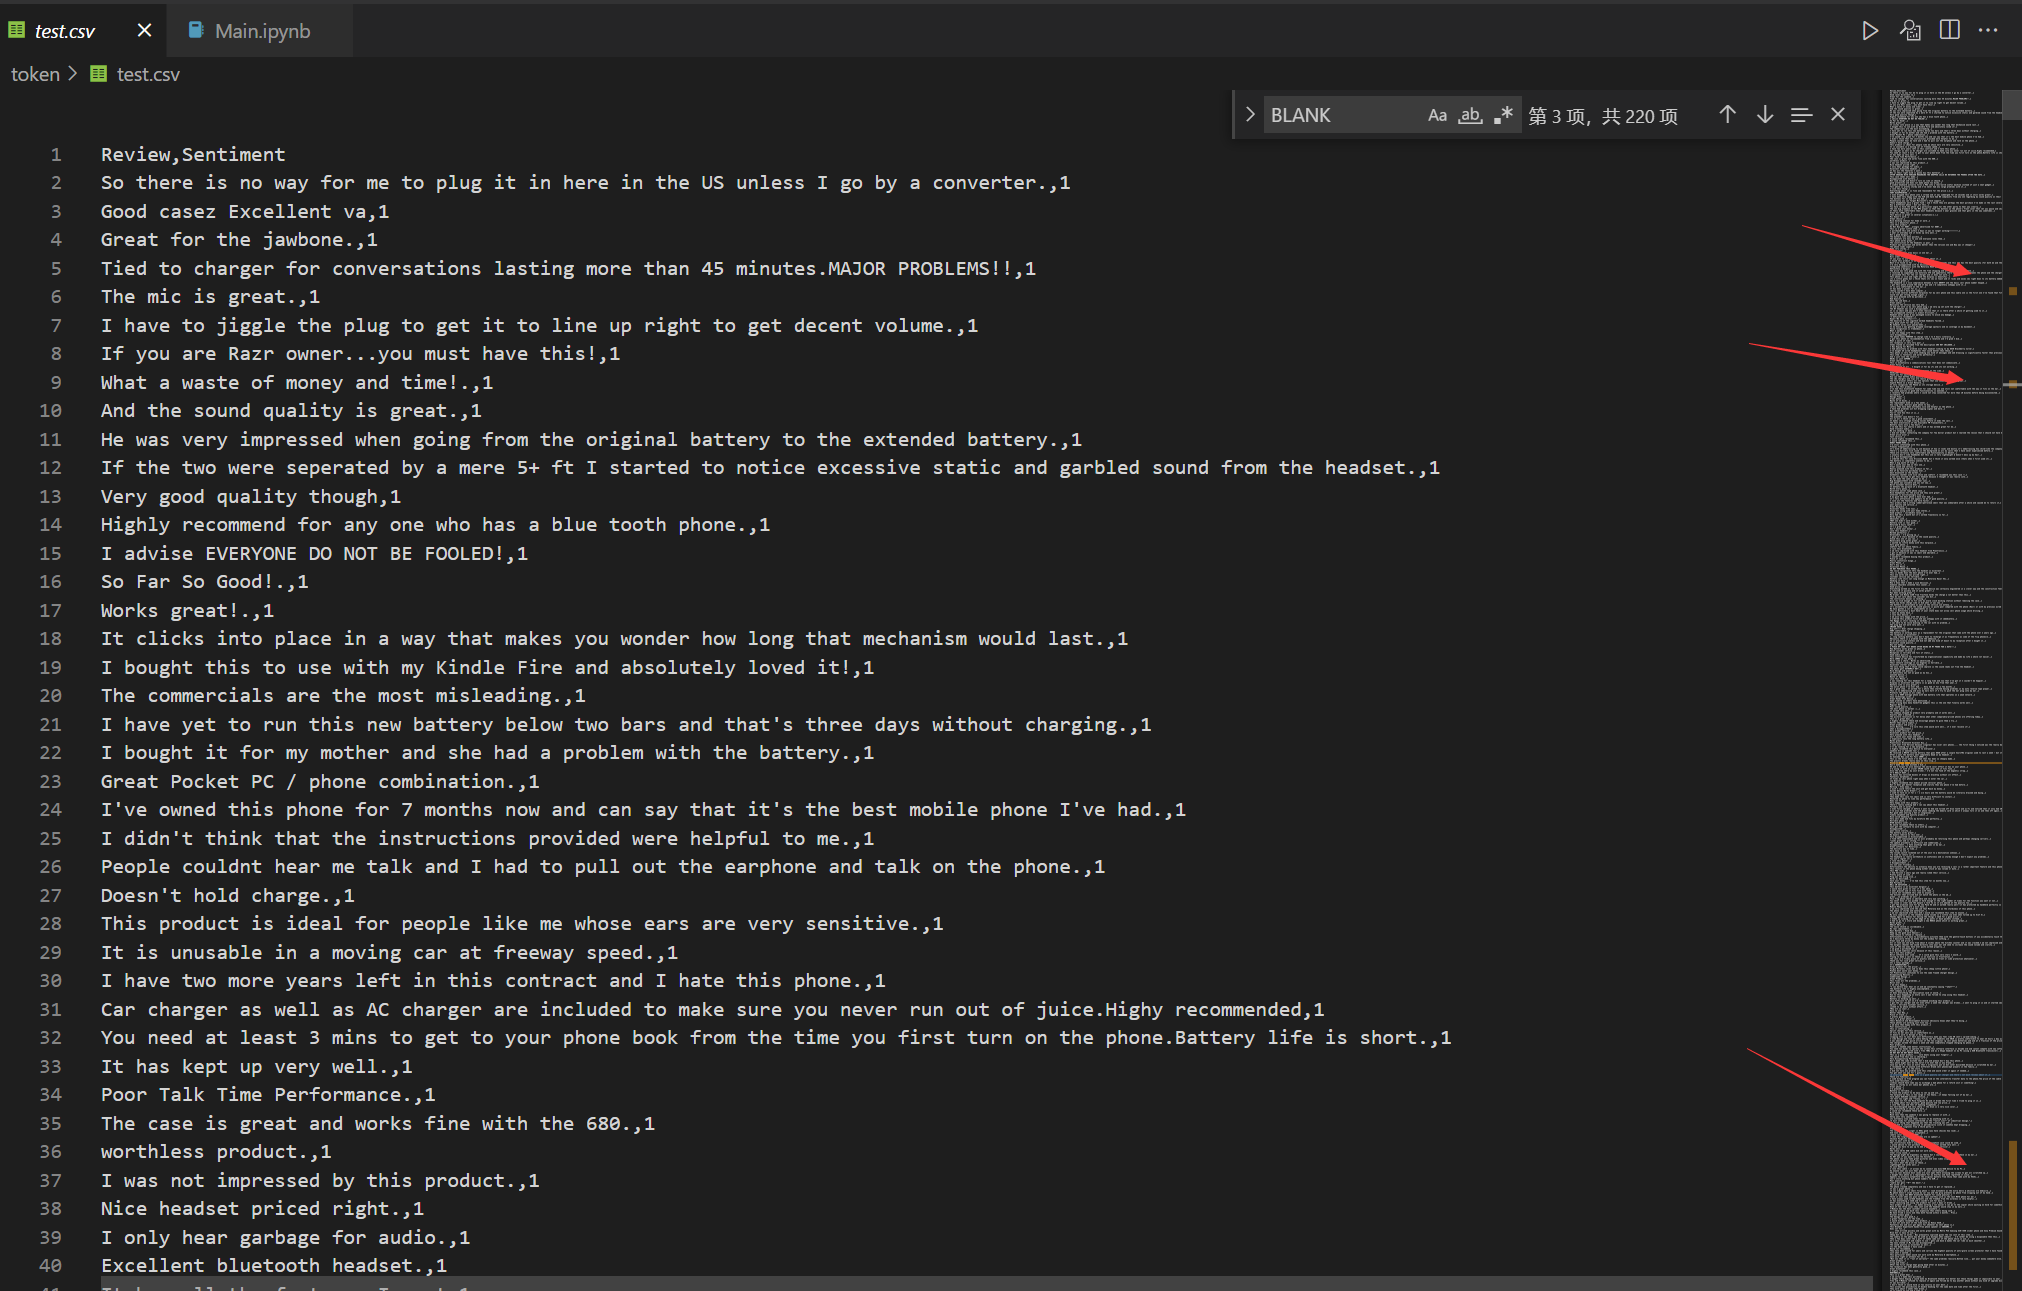 test.csv
Main.ipynb
token > test.csv
BLANK
Aa ab .*
第 3 项，共 220 项
1 Review,Sentiment
2 So there is no way for me to plug it in here in the US unless I go by a converter.,1
3 Good casez Excellent va,1
4 Great for the jawbone.,1
5 Tied to charger for conversations lasting more than 45 minutes.MAJOR PROBLEMS!!,1
6 The mic is great.,1
7 I have to jiggle the plug to get it to line up right to get decent volume.,1
8 If you are Razr owner...you must have this!,1
9 What a waste of money and time!.,1
10 And the sound quality is great.,1
11 He was very impressed when going from the original battery to the extended battery.,1
12 If the two were seperated by a mere 5+ ft I started to notice excessive static and garbled sound from the headset.,1
13 Very good quality though,1
14 Highly recommend for any one who has a blue tooth phone.,1
15 I advise EVERYONE DO NOT BE FOOLED!,1
16 So Far So Good!.,1
17 Works great!.,1
18 It clicks into place in a way that makes you wonder how long that mechanism would last.,1
19 I bought this to use with my Kindle Fire and absolutely loved it!,1
20 The commercials are the most misleading.,1
21 I have yet to run this new battery below two bars and that's three days without charging.,1
22 I bought it for my mother and she had a problem with the battery.,1
23 Great Pocket PC / phone combination.,1
24 I've owned this phone for 7 months now and can say that it's the best mobile phone I've had.,1
25 I didn't think that the instructions provided were helpful to me.,1
26 People couldnt hear me talk and I had to pull out the earphone and talk on the phone.,1
27 Doesn't hold charge.,1
28 This product is ideal for people like me whose ears are very sensitive.,1
29 It is unusable in a moving car at freeway speed.,1
30 I have two more years left in this contract and I hate this phone.,1
31 Car charger as well as AC charger are included to make sure you never run out of juice.Highy recommended,1
32 You need at least 3 mins to get to your phone book from the time you first turn on the phone.Battery life is short.,1
33 It has kept up very well.,1
34 Poor Talk Time Performance.,1
35 The case is great and works fine with the 680.,1
36 worthless product.,1
37 I was not impressed by this product.,1
38 Nice headset priced right.,1
39 I only hear garbage for audio.,1
40 Excellent bluetooth headset.,1